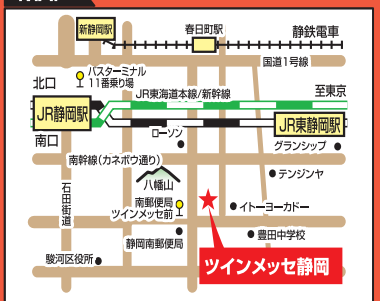 新静岡駅
春日町駅
静鉄電車
国道1号線
北口
バスターミナル
11番乗り場
JR東海道本線/新幹線
至東京
JR静岡駅
JR東静岡駅
ローソン
グランシップ
南口
南幹線（カネボウ通り）
八幡山
テンジンヤ
石田街道
南郵便局
ツインメッセ前
イトーヨーカドー
静岡南郵便局
豊田中学校
駿河区役所
ツインメッセ静岡